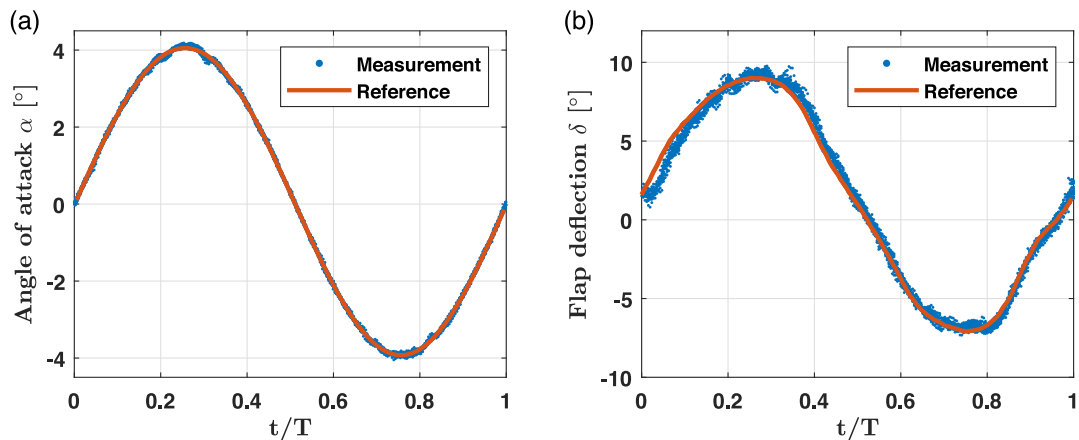 (a)
Angle of attack α [°]
4
2
0
-2
-4
0 0.2 0.4 0.6 0.8 1
t/T
Measurement
Reference
(b)
Flap deflection δ [°]
10
5
0
-5
-10
0 0.2 0.4 0.6 0.8 1
t/T
Measurement
Reference